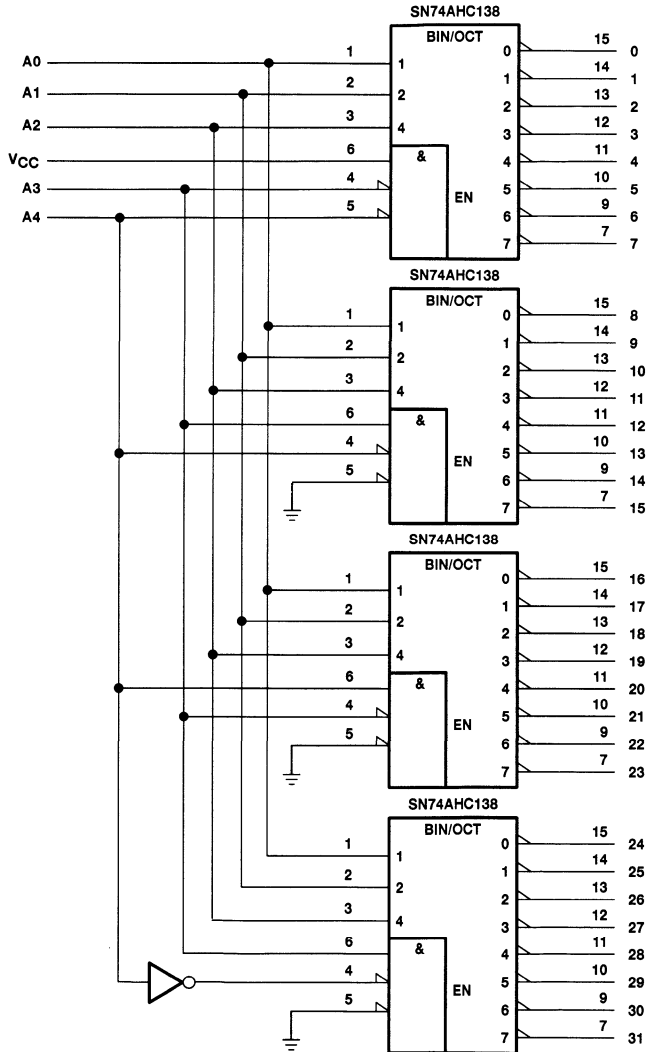 SN74AHC138
BIN/OCT
A0 1 1 0 15 0
A1 2 2 1 14 1
2 13 2
A2 3 4 3 12 3
VCC 6 & 4 11 4
A3 4 EN 5 10 5
A4 5 6 9 6
7 7 7
SN74AHC138
BIN/OCT
1 1 0 15 8
2 2 1 14 9
3 4 2 13 10
3 12 11
6 & 4 11 12
4 EN 5 10 13
5 6 9 14
7 7 15
SN74AHC138
BIN/OCT
1 1 0 15 16
2 2 1 14 17
3 4 2 13 18
3 12 19
6 & 4 11 20
4 EN 5 10 21
5 6 9 22
7 7 23
SN74AHC138
BIN/OCT
1 1 0 15 24
2 2 1 14 25
3 4 2 13 26
3 12 27
6 & 4 11 28
4 EN 5 10 29
5 6 9 30
7 7 31